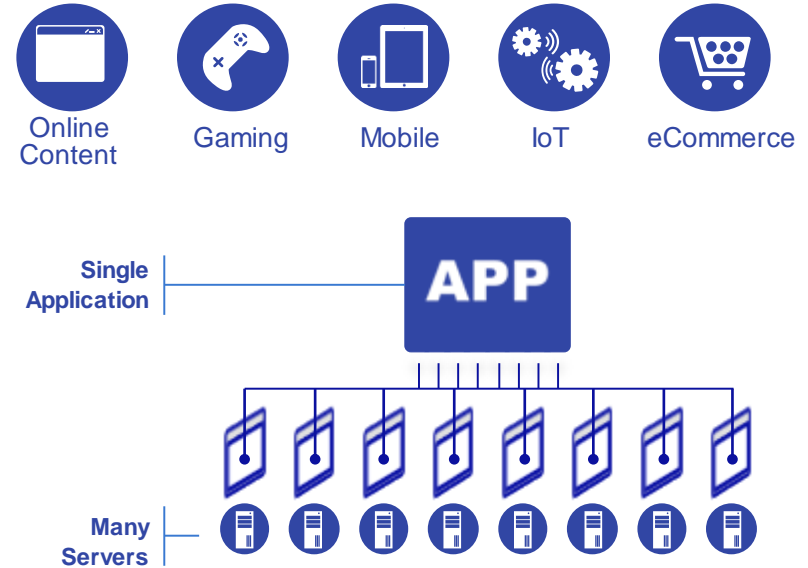 Online
Content
Gaming
Mobile
IoT
eCommerce
Single
Application
APP
Many
Servers